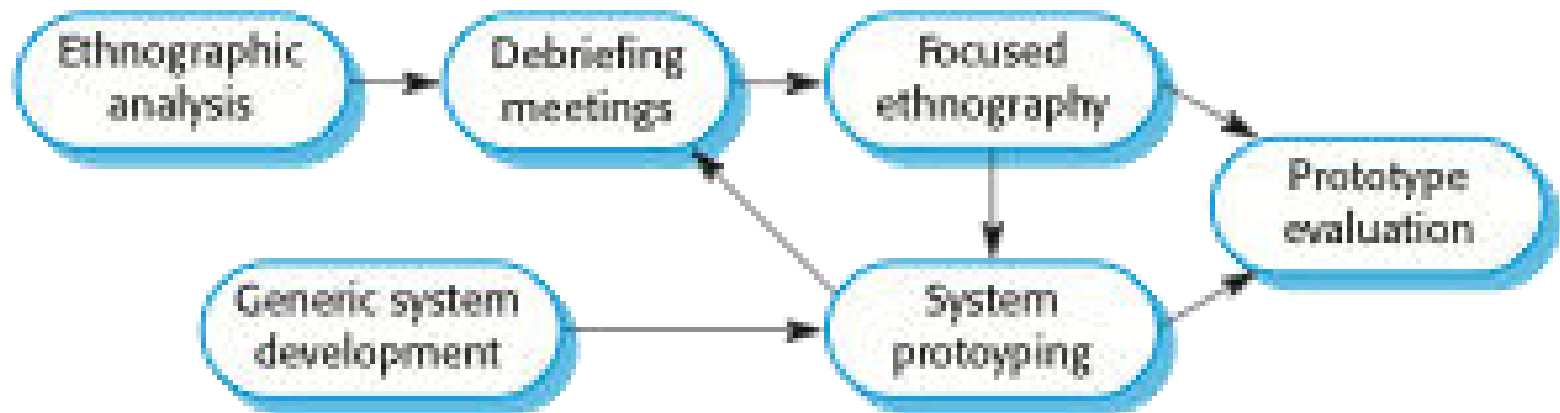 Ethnographic
analysis
Debriefing
meetings
Focused
ethnography
Prototype
evaluation
Generic system
development
System
protoyping